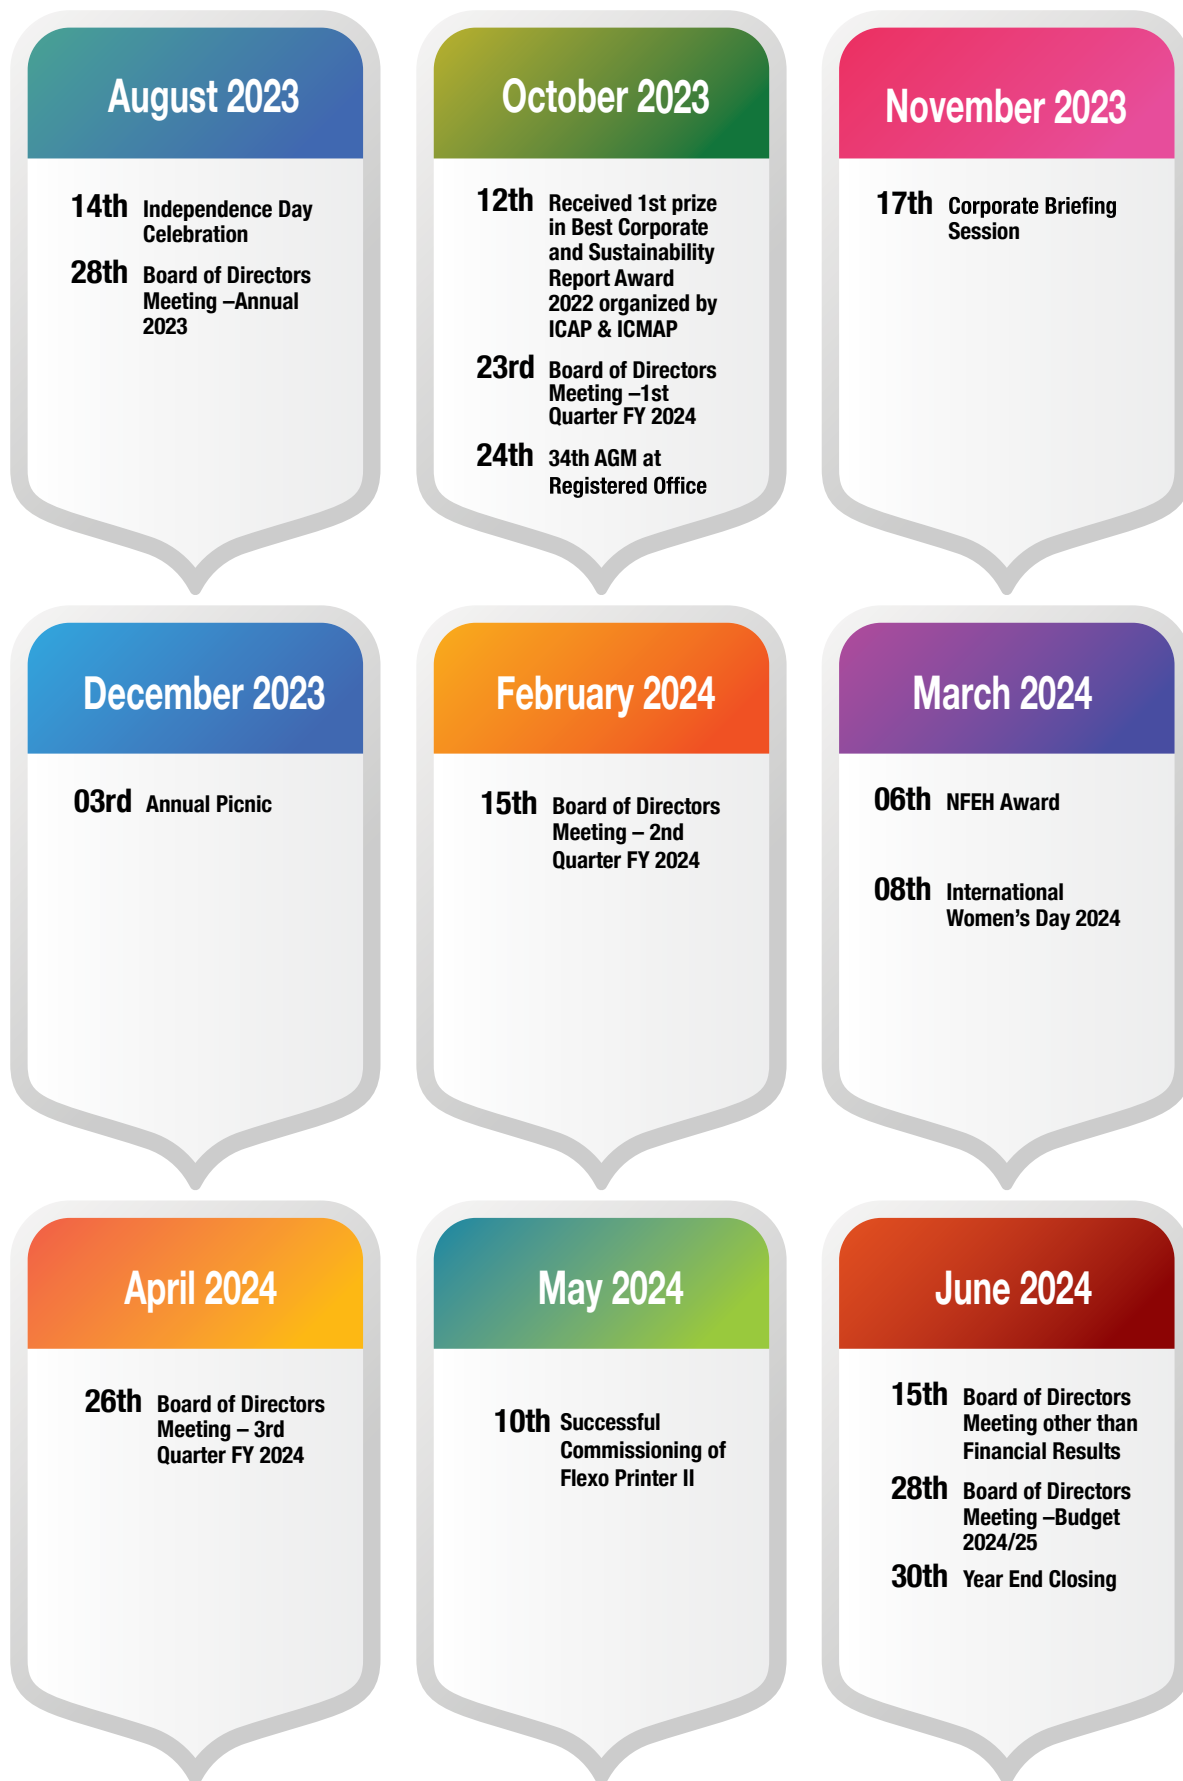 August 2023
14th Independence Day
Celebration
28th Board of Directors
Meeting –Annual
2023
October 2023
12th Received 1st prize
in Best Corporate
and Sustainability
Report Award
2022 organized by
ICAP & ICMAP
23rd Board of Directors
Meeting –1st
Quarter FY 2024
24th 34th AGM at
Registered Office
November 2023
17th Corporate Briefing
Session
December 2023
03rd Annual Picnic
February 2024
15th Board of Directors
Meeting – 2nd
Quarter FY 2024
March 2024
06th NFEH Award
08th International
Women’s Day 2024
April 2024
26th Board of Directors
Meeting – 3rd
Quarter FY 2024
May 2024
10th Successful
Commissioning of
Flexo Printer II
June 2024
15th Board of Directors
Meeting other than
Financial Results
28th Board of Directors
Meeting –Budget
2024/25
30th Year End Closing